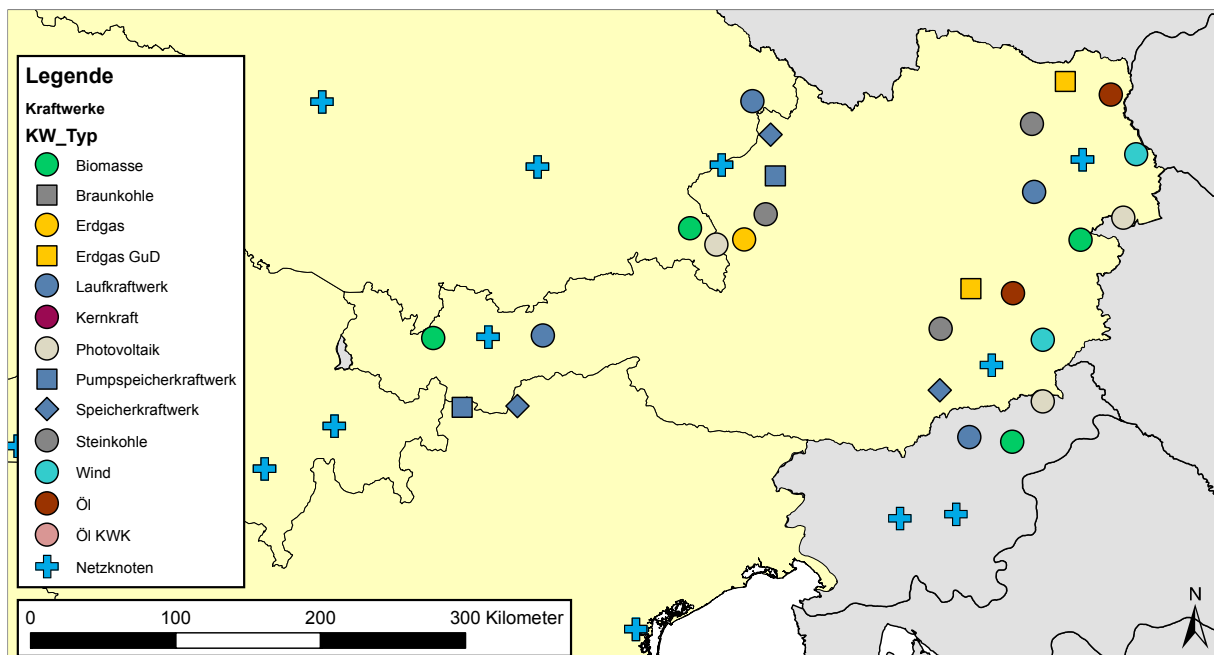 Legende
Kraftwerke
KW_Typ
Biomasse
Braunkohle
Erdgas
Erdgas GuD
Laufkraftwerk
Kernkraft
Photovoltaik
Pumpspeicherkraftwerk
Speicherkraftwerk
Steinkohle
Wind
Öl
Öl KWK
Netzknoten
0 100 200 300 Kilometer
N